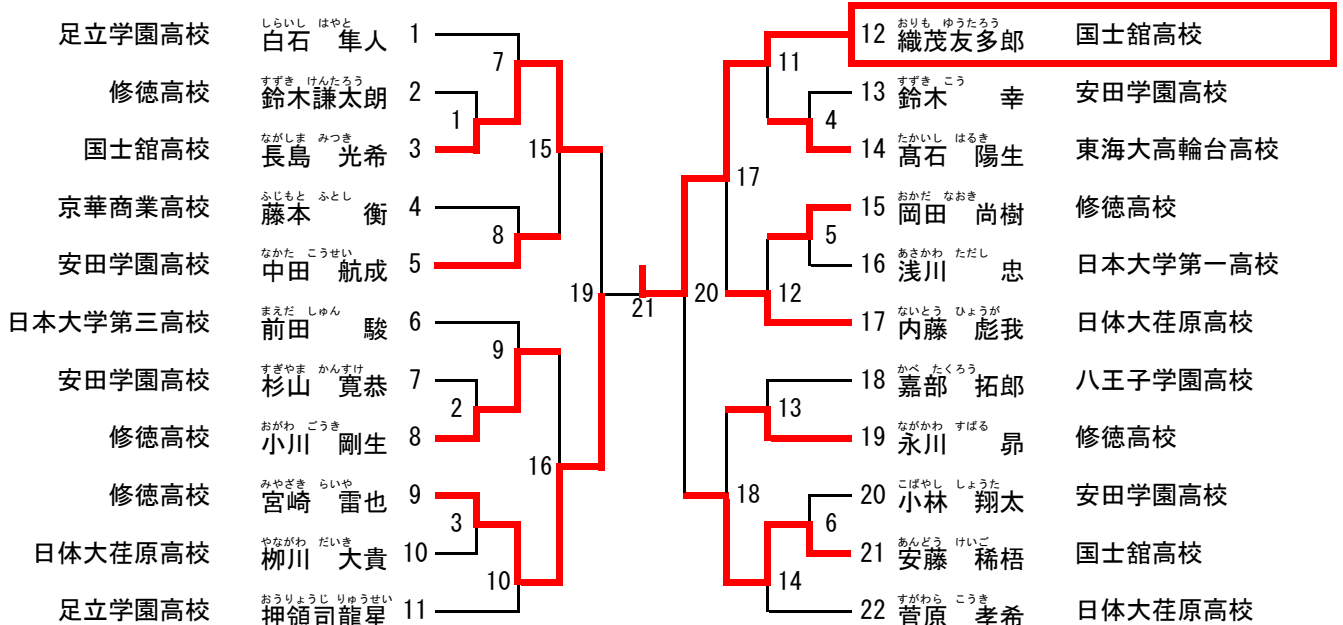 しらいし はやと
足立学園高校 白石 隼人 1
すずき けんたろう
修徳高校 鈴木謙太朗 2
ながしま みつき
国士舘高校 長島 光希 3
ふじもと ふとし
京華商業高校 藤本 衡 4
なかた こうせい
安田学園高校 中田 航成 5
まえだ しゅん
日本大学第三高校 前田 駿 6
すぎやま かんすけ
安田学園高校 杉山 寛恭 7
おがわ ごうき
修徳高校 小川 剛生 8
みやざき らいや
修徳高校 宮崎 雷也 9
やながわ だいき
日体大荏原高校 栁川 大貴 10
おうりょうじ りゅうせい
足立学園高校 押領司龍星 11
7
1
15
8
19
9
2
16
3
10
21
20
11
4
17
5
12
13
18
6
14
おりも ゆうたろう
12 織茂友多郎 国士舘高校
すずき こう
13 鈴木 幸 安田学園高校
たかいし はるき
14 髙石 陽生 東海大高輪台高校
おかだ なおき
15 岡田 尚樹 修徳高校
あさかわ ただし
16 浅川 忠 日本大学第一高校
ないとう ひょうが
17 内藤 彪我 日体大荏原高校
かべ たくろう
18 嘉部 拓郎 八王子学園高校
ながかわ すばる
19 永川 昴 修徳高校
こばやし しょうた
20 小林 翔太 安田学園高校
あんどう けいご
21 安藤 稀梧 国士舘高校
すがわら こうき
22 菅原 孝希 日体大荏原高校